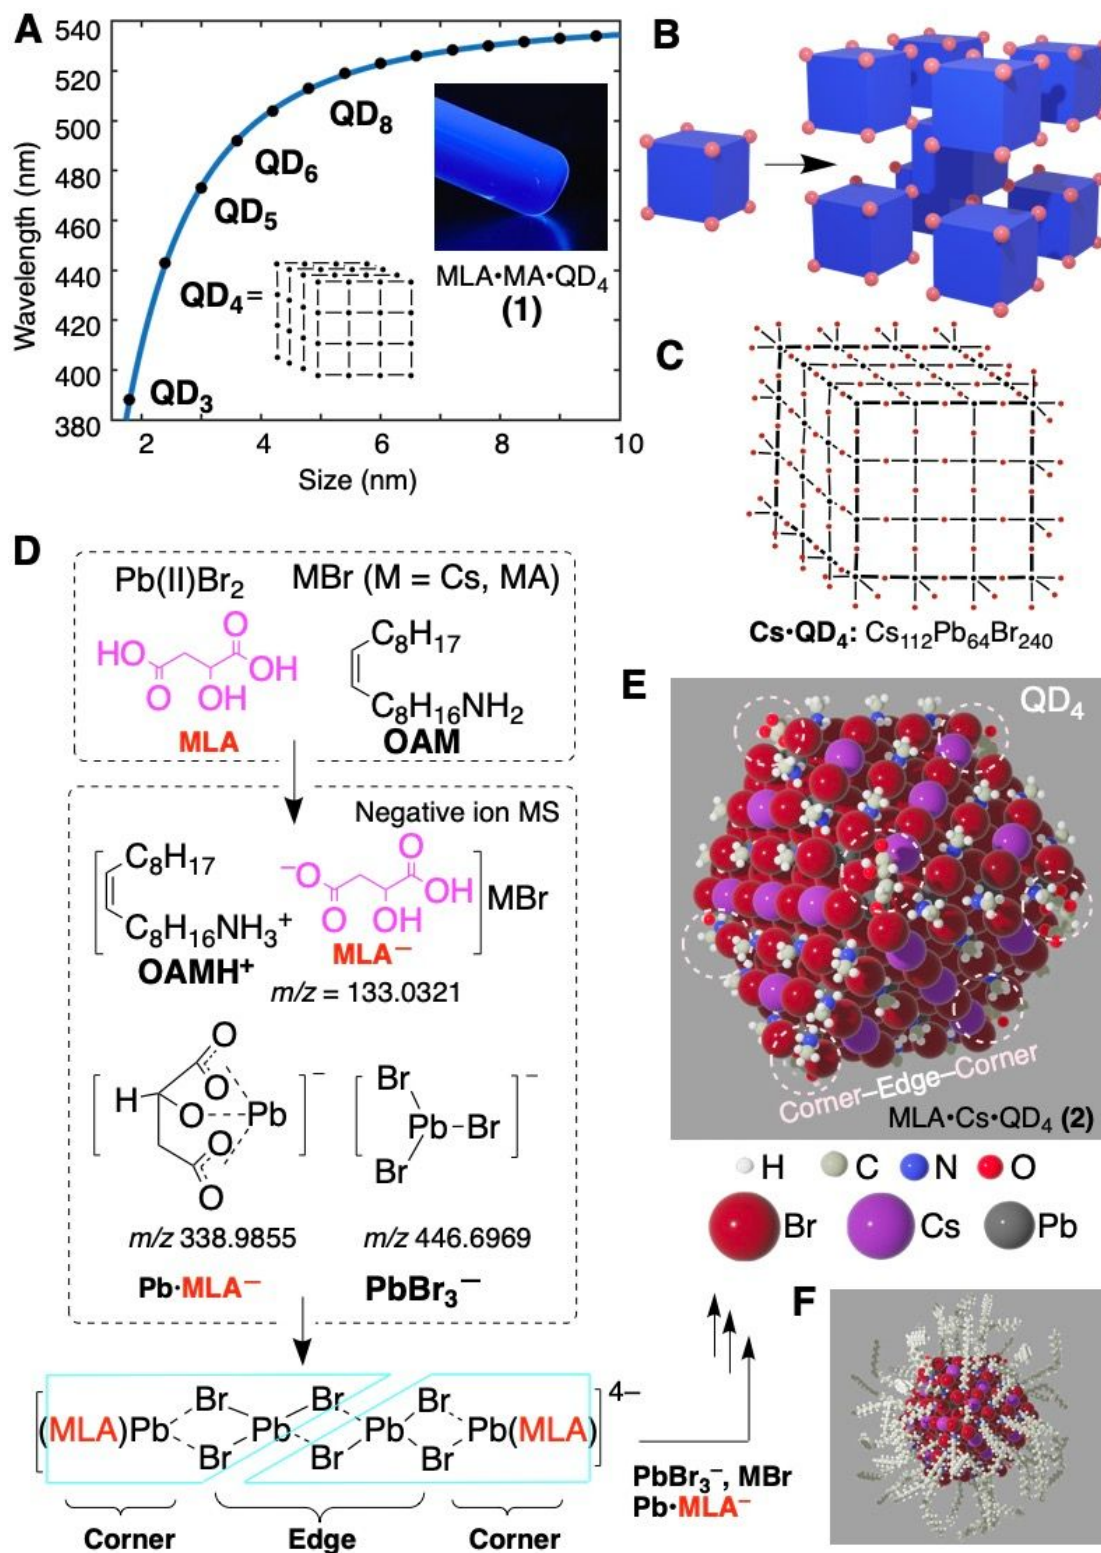 A
540
520
500
480
460
440
420
400
380
Wavelength (nm)
2 4 6 8 10
Size (nm)
QD3
QD4=
QD5
QD6
QD8
MLA•MA•QD4
(1)
B
C
Cs•QD4: Cs112Pb64Br240
D
Pb(II)Br2 MBr (M = Cs, MA)
HO O O OH OH
MLA
C8H17
C8H16NH2
OAM
Negative ion MS
C8H17
C8H16NH3+
OAMH+
−O O O OH OH
MBr
MLA−
m/z = 133.0321
H O O O O O Pb −
Br Pb Br Br −
m/z 338.9855 m/z 446.6969
Pb·MLA− PbBr3−
Br Br Br 4–
(MLA)Pb Pb Pb Pb(MLA)
Br Br Br
Corner Edge Corner
PbBr3−, MBr
Pb·MLA−
E
QD4
Corner–Edge–Corner
MLA•Cs•QD4 (2)
H C N O
Br Cs Pb
F